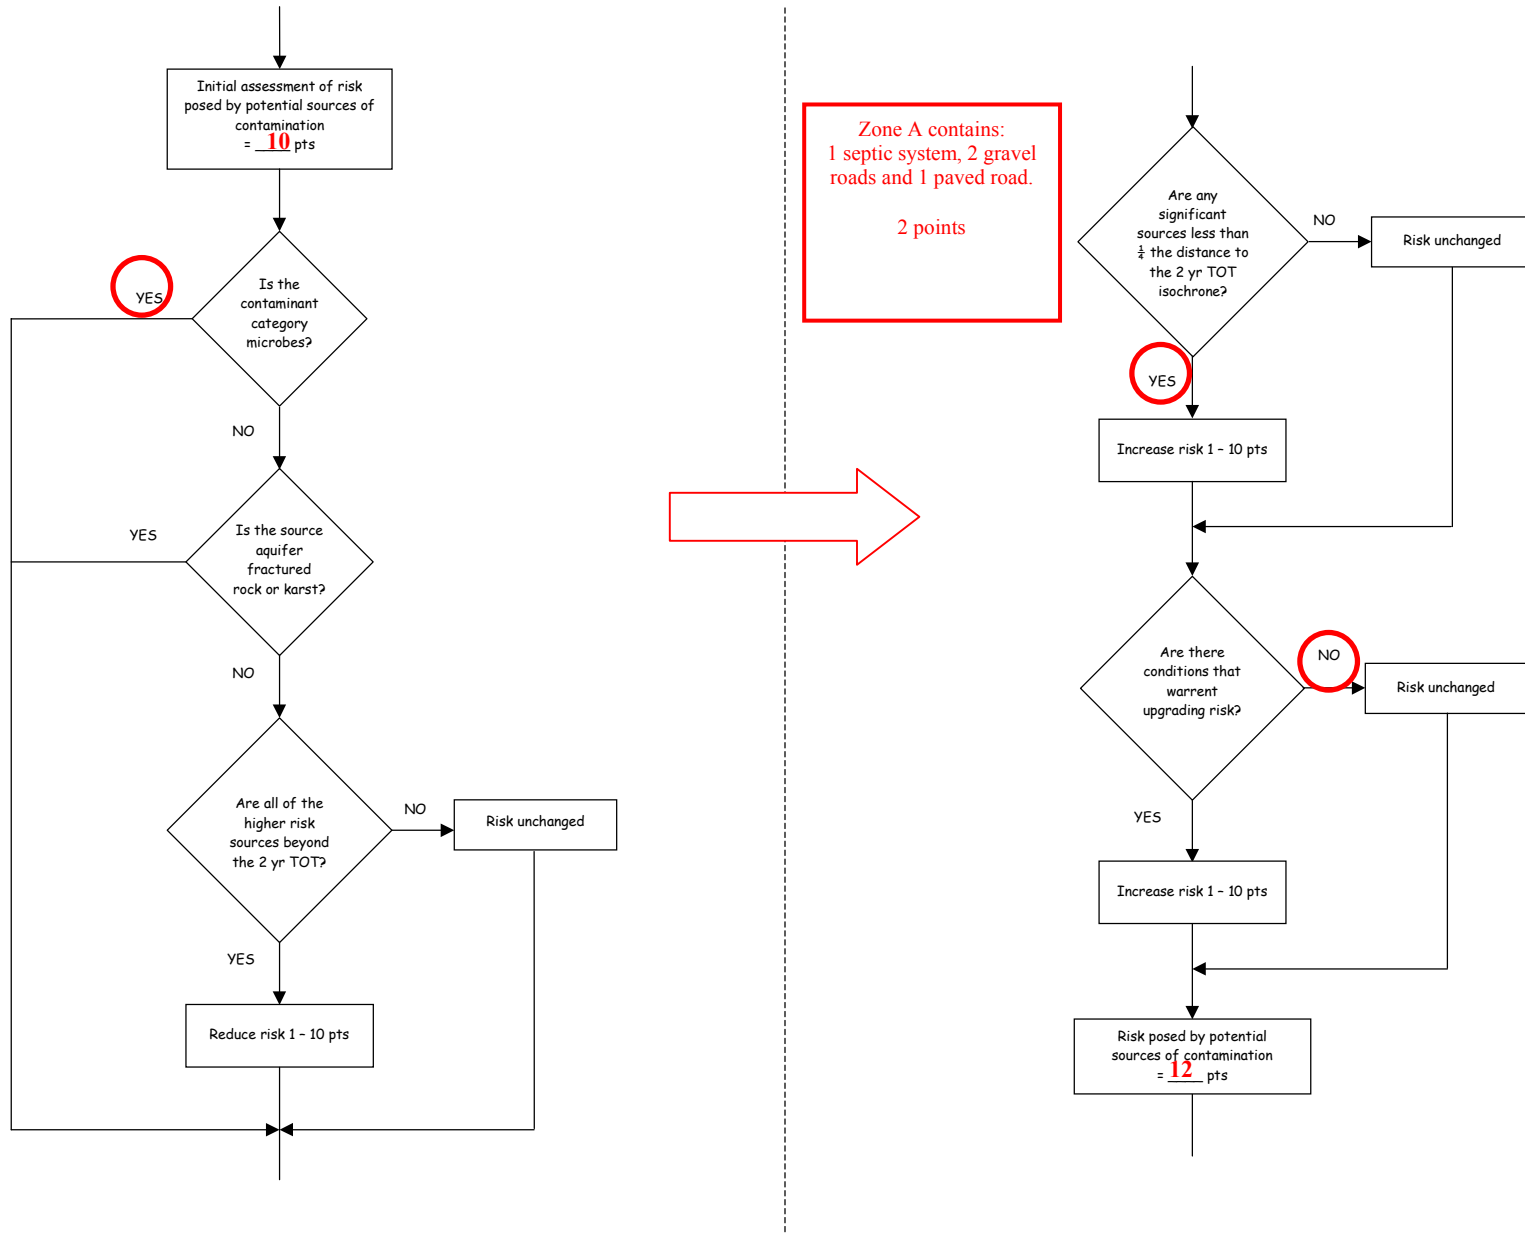 Initial assessment of risk
posed by potential sources of
contamination
= ____ pts
10
Is the
contaminant
category
microbes?
YES
NO
Is the source
aquifer
fractured
rock or karst?
YES
NO
Are all of the
higher risk
sources beyond
the 2 yr TOT?
NO
Risk unchanged
YES
Reduce risk 1 – 10 pts
Zone A contains:
1 septic system, 2 gravel
roads and 1 paved road.
2 points
Are any
significant
sources less than
¼ the distance to
the 2 yr TOT
isochrone?
NO
Risk unchanged
YES
Increase risk 1 – 10 pts
Are there
conditions that
warrent
upgrading risk?
NO
Risk unchanged
YES
Increase risk 1 – 10 pts
Risk posed by potential
sources of contamination
= ____ pts
12